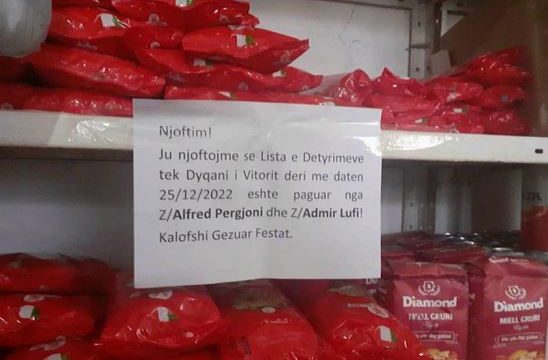 Njoftim!
Ju njoftojme se Lista e Detyrimeve
tek Dyqani i Vitorit deri me daten
25/12/2022 eshte paguar nga
Z/Alfred Pergjoni dhe Z/Admir Lufi!
Kalofshi Gezuar Festat.
Diamond
MIELL GRURI
Diamond
MIELL GRURI